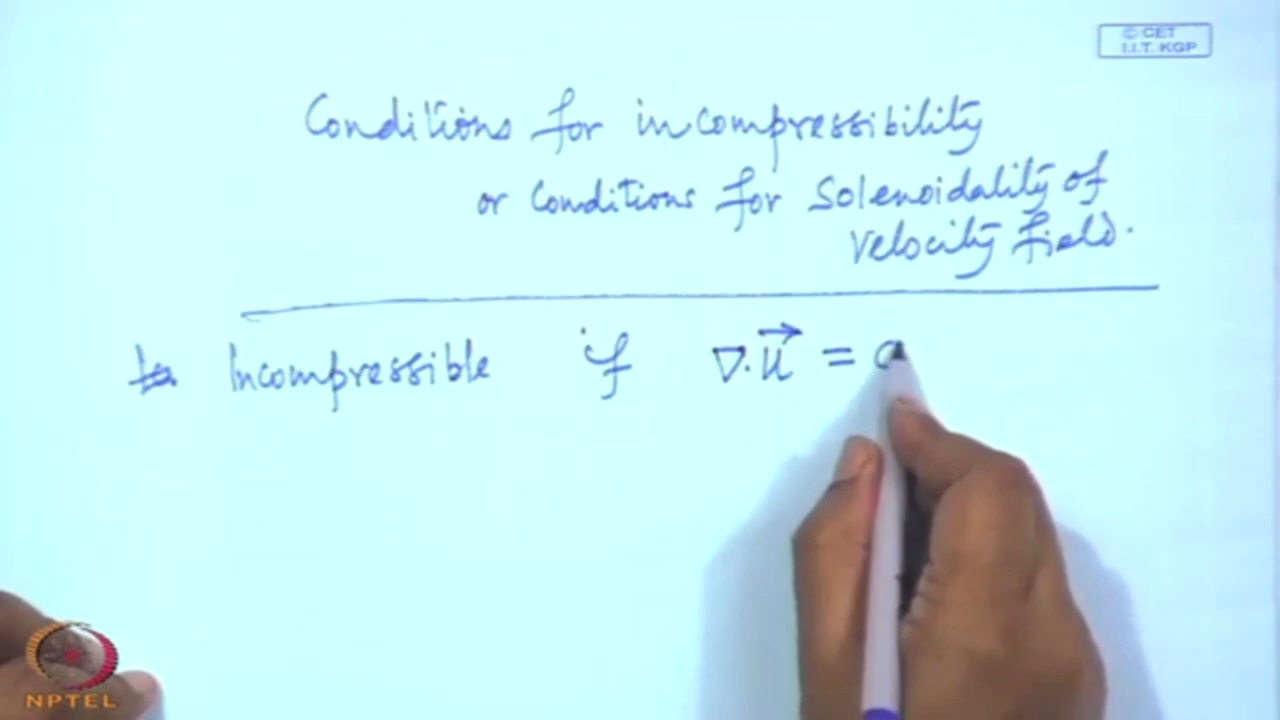 © CET
I.I.T. KGP
Conditions for incompressibility
or Conditions for Solenoidality of
Velocity field.
Incompressible if ∇.u⃗ = 0
NPTEL